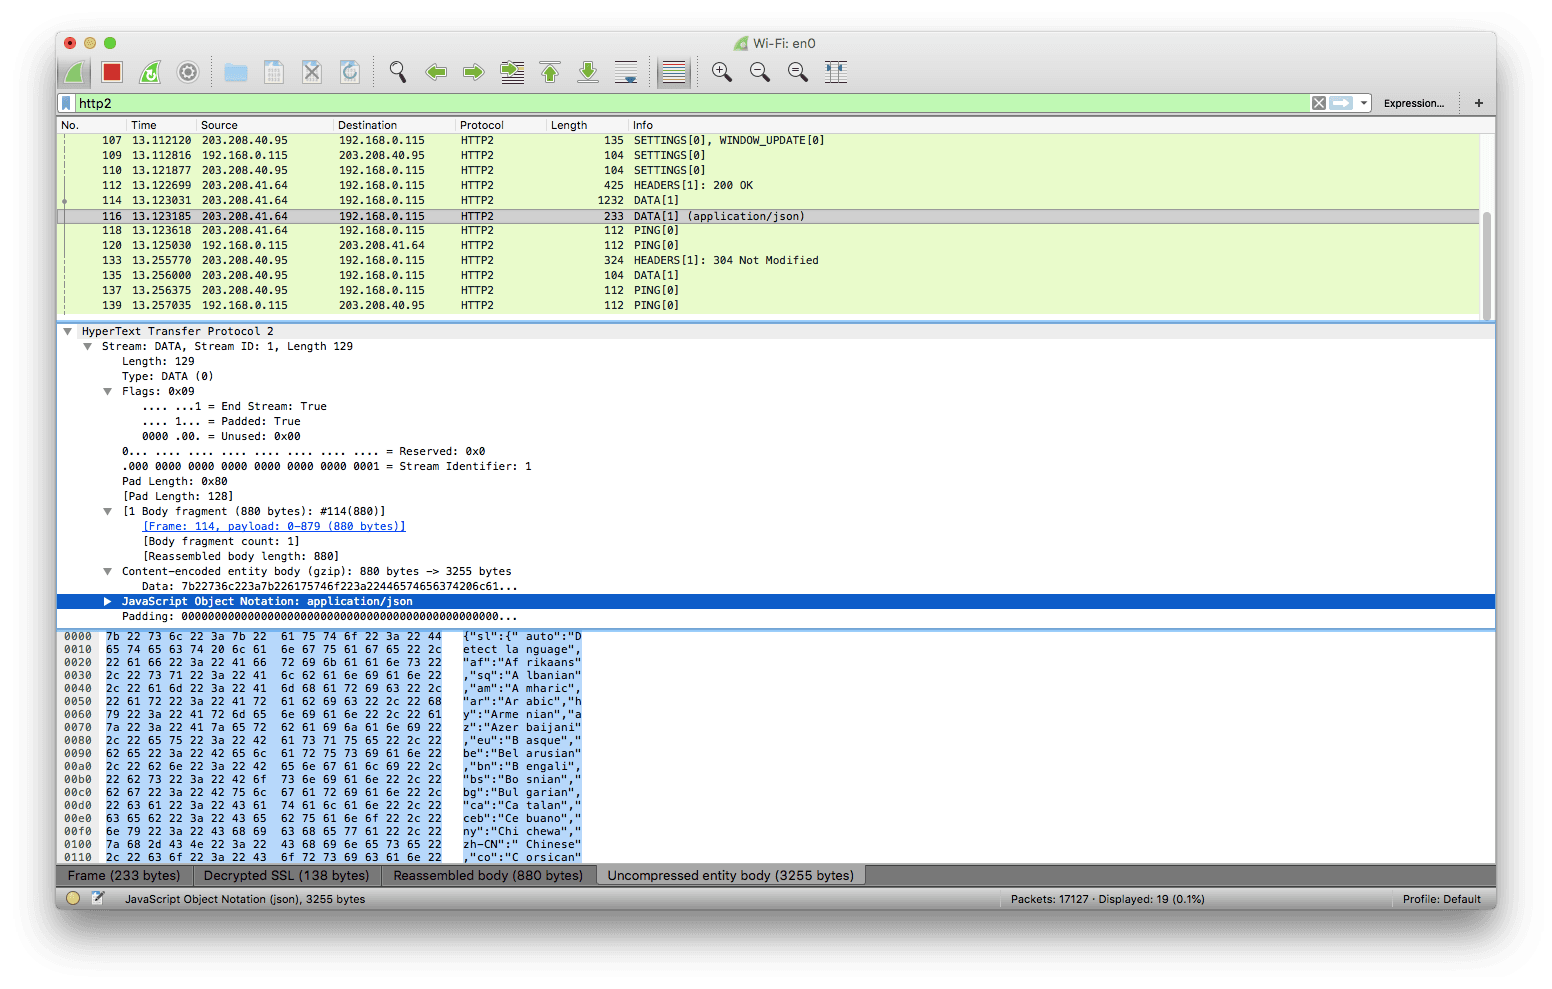 Wi-Fi: en0
http2
Expression...
+
No. Time Source Destination Protocol Length Info
107 13.112120 203.208.40.95 192.168.0.115 HTTP2 135 SETTINGS[0], WINDOW_UPDATE[0]
109 13.112816 192.168.0.115 203.208.40.95 HTTP2 104 SETTINGS[0]
110 13.121877 203.208.40.95 192.168.0.115 HTTP2 104 SETTINGS[0]
112 13.122699 203.208.41.64 192.168.0.115 HTTP2 425 HEADERS[1]: 200 OK
114 13.123031 203.208.41.64 192.168.0.115 HTTP2 1232 DATA[1]
116 13.123185 203.208.41.64 192.168.0.115 HTTP2 233 DATA[1] (application/json)
118 13.123618 203.208.41.64 192.168.0.115 HTTP2 112 PING[0]
120 13.125030 192.168.0.115 203.208.41.64 HTTP2 112 PING[0]
133 13.255770 203.208.40.95 192.168.0.115 HTTP2 324 HEADERS[1]: 304 Not Modified
135 13.256000 203.208.40.95 192.168.0.115 HTTP2 104 DATA[1]
137 13.256375 203.208.40.95 192.168.0.115 HTTP2 112 PING[0]
139 13.257035 192.168.0.115 203.208.40.95 HTTP2 112 PING[0]
HyperText Transfer Protocol 2
Stream: DATA, Stream ID: 1, Length 129
Length: 129
Type: DATA (0)
Flags: 0x09
.... ...1 = End Stream: True
.... 1... = Padded: True
0000 .00. = Unused: 0x00
0... .... .... .... .... .... .... .... = Reserved: 0x0
.000 0000 0000 0000 0000 0000 0000 0001 = Stream Identifier: 1
Pad Length: 0x80
[Pad Length: 128]
[1 Body fragment (880 bytes): #114(880)]
[Frame: 114, payload: 0-879 (880 bytes)]
[Body fragment count: 1]
[Reassembled body length: 880]
Content-encoded entity body (gzip): 880 bytes -> 3255 bytes
Data: 7b22736c223a7b226175746f223a22446574656374206c61...
JavaScript Object Notation: application/json
Padding: 000000000000000000000000000000000000000000000000...
0000 7b 22 73 6c 22 3a 7b 22 61 75 74 6f 22 3a 22 44 {"sl":{" auto":"D
0010 65 74 65 63 74 20 6c 61 6e 67 75 61 67 65 22 2c etect la nguage",
0020 22 61 66 22 3a 22 41 66 72 69 6b 61 61 6e 73 22 "af":"Af rikaans"
0030 2c 22 73 71 22 3a 22 41 6c 62 61 6e 69 61 6e 22 ,"sq":"A lbanian"
0040 2c 22 61 6d 22 3a 22 41 6d 68 61 72 69 63 22 2c ,"am":"A mharic",
0050 22 61 72 22 3a 22 41 72 61 62 69 63 22 2c 22 68 "ar":"Ar abic","h
0060 79 22 3a 22 41 72 6d 65 6e 69 61 6e 22 2c 22 61 y":"Arme nian","a
0070 7a 22 3a 22 41 7a 65 72 62 61 69 6a 61 6e 69 22 z":"Azer baijani"
0080 2c 22 65 75 22 3a 22 42 61 73 71 75 65 22 2c 22 ,"eu":"B asque","
0090 62 65 22 3a 22 42 65 6c 61 72 75 73 69 61 6e 22 be":"Bel arusian"
00a0 2c 22 62 6e 22 3a 22 42 65 6e 67 61 6c 69 22 2c ,"bn":"B engali",
00b0 22 62 73 22 3a 22 42 6f 73 6e 69 61 6e 22 2c 22 "bs":"Bo snian","
00c0 62 67 22 3a 22 42 75 6c 67 61 72 69 61 6e 22 2c bg":"Bul garian",
00d0 22 63 61 22 3a 22 43 61 74 61 6c 61 6e 22 2c 22 "ca":"Ca talan","
00e0 63 65 62 22 3a 22 43 65 62 75 61 6e 6f 22 2c 22 ceb":"Ce buano","
00f0 6e 79 22 3a 22 43 68 69 63 68 65 77 61 22 2c 22 ny":"Chi chewa","
0100 7a 68 2d 43 4e 22 3a 22 43 68 69 6e 65 73 65 22 zh-CN":" Chinese"
0110 2c 22 63 6f 22 3a 22 43 6f 72 73 69 63 61 6e 22 ,"co":"C orsican"
Frame (233 bytes) Decrypted SSL (138 bytes) Reassembled body (880 bytes) Uncompressed entity body (3255 bytes)
JavaScript Object Notation (json), 3255 bytes Packets: 17127 · Displayed: 19 (0.1%) Profile: Default